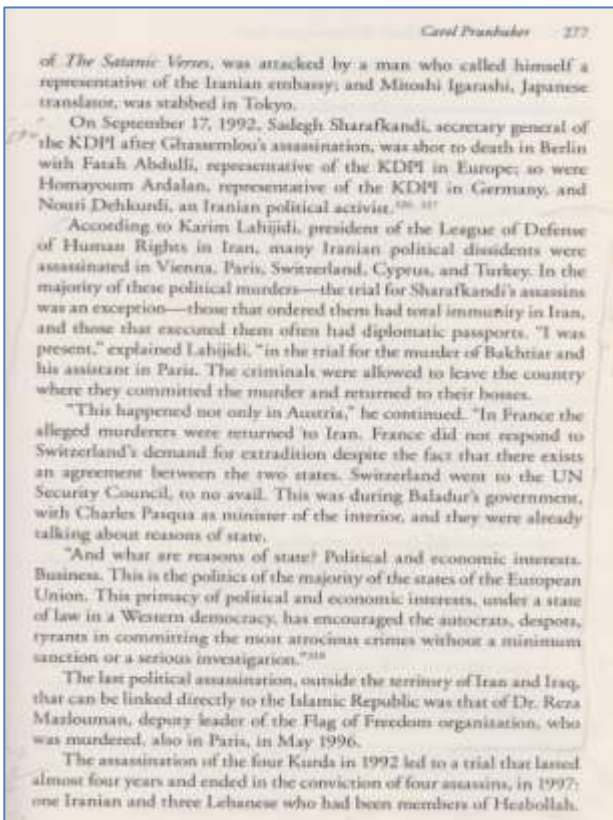 Carol Prunhuber 277
of The Satanic Verses, was attacked by a man who called himself a
representative of the Iranian embassy; and Mitoshi Igarashi, Japanese
translator, was stabbed in Tokyo.
On September 17, 1992, Sadegh Sharafkandi, secretary general of
the KDPI after Ghassemlou's assassination, was shot to death in Berlin
with Fatah Abdulli, representative of the KDPI in Europe; so were
Homayoum Ardalan, representative of the KDPI in Germany, and
Nouri Dehkurdi, an Iranian political activist.
According to Karim Lahijidi, president of the League of Defense
of Human Rights in Iran, many Iranian political dissidents were
assassinated in Vienna, Paris, Switzerland, Cyprus, and Turkey. In the
majority of these political murders—the trial for Sharafkandi's assassins
was an exception—those that ordered them had total immunity in Iran,
and those that executed them often had diplomatic passports. "I was
present," explained Lahijidi, "in the trial for the murder of Bakhtiar and
his assistant in Paris. The criminals were allowed to leave the country
where they committed the murder and returned to their bosses.
"This happened not only in Austria," he continued. "In France the
alleged murderers were returned to Iran. France did not respond to
Switzerland's demand for extradition despite the fact that there exists
an agreement between the two states. Switzerland went to the UN
Security Council, to no avail. This was during Baladur's government,
with Charles Pasqua as minister of the interior, and they were already
talking about reasons of state.
"And what are reasons of state? Political and economic interests.
Business. This is the politics of the majority of the states of the European
Union. This primacy of political and economic interests, under a state
of law in a Western democracy, has encouraged the autocrats, despots,
tyrants in committing the most atrocious crimes without a minimum
sanction or a serious investigation."
The last political assassination, outside the territory of Iran and Iraq,
that can be linked directly to the Islamic Republic was that of Dr. Reza
Mazlouman, deputy leader of the Flag of Freedom organization, who
was murdered, also in Paris, in May 1996.
The assassination of the four Kurds in 1992 led to a trial that lasted
almost four years and ended in the conviction of four assassins, in 1997:
one Iranian and three Lebanese who had been members of Hezbollah.